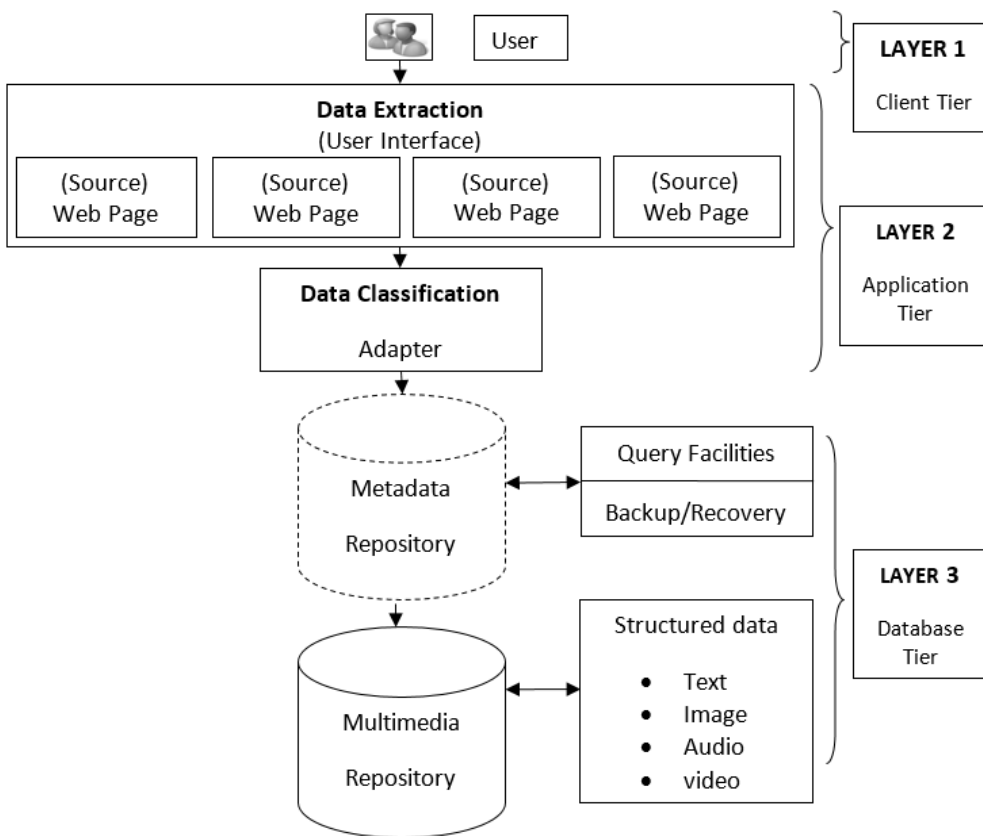 User
LAYER 1
Client Tier
Data Extraction
(User Interface)
(Source)
Web Page
(Source)
Web Page
(Source)
Web Page
(Source)
Web Page
LAYER 2
Application
Tier
Data Classification
Adapter
Metadata
Repository
Query Facilities
Backup/Recovery
LAYER 3
Database
Tier
Structured data
• Text
• Image
• Audio
• video
Multimedia
Repository